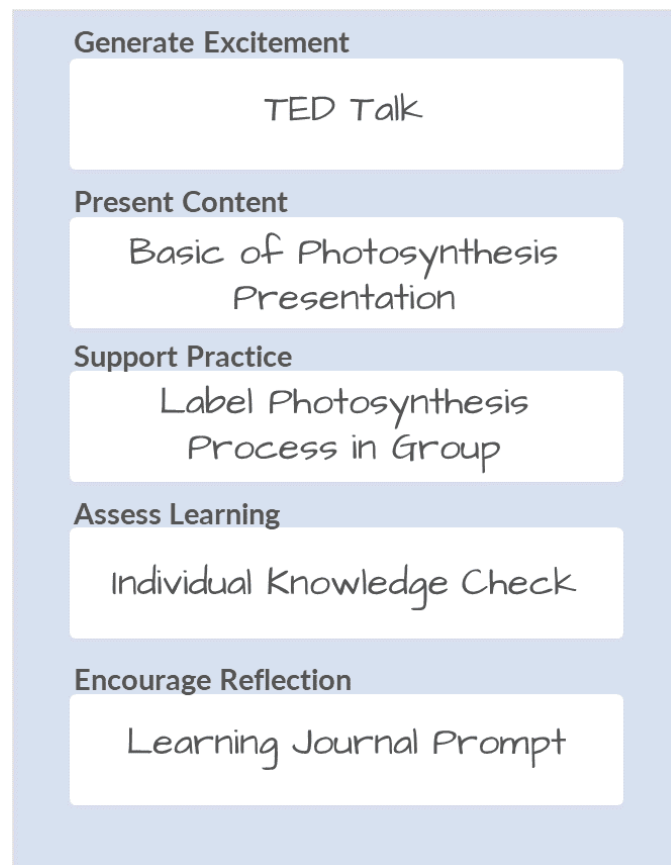 Generate Excitement
TED Talk
Present Content
Basic of Photosynthesis
Presentation
Support Practice
Label Photosynthesis
Process in Group
Assess Learning
Individual Knowledge Check
Encourage Reflection
Learning Journal Prompt